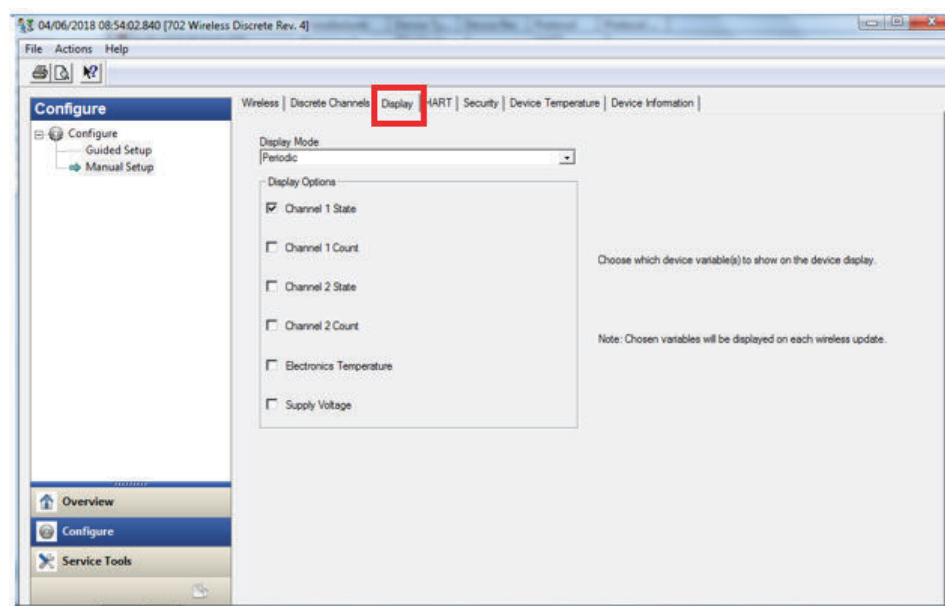 04/06/2018 08:54:02.840 [702 Wireless Discrete Rev. 4]
File Actions Help
Configure
Configure
Guided Setup
Manual Setup
Overview
Configure
Service Tools
Wireless Discrete Channels Display HART Security Device Temperature Device Information
Display Mode
Periodic
Display Options
Channel 1 State
Channel 1 Count
Channel 2 State
Channel 2 Count
Electronics Temperature
Supply Voltage
Choose which device variable(s) to show on the device display.
Note: Chosen variables will be displayed on each wireless update.